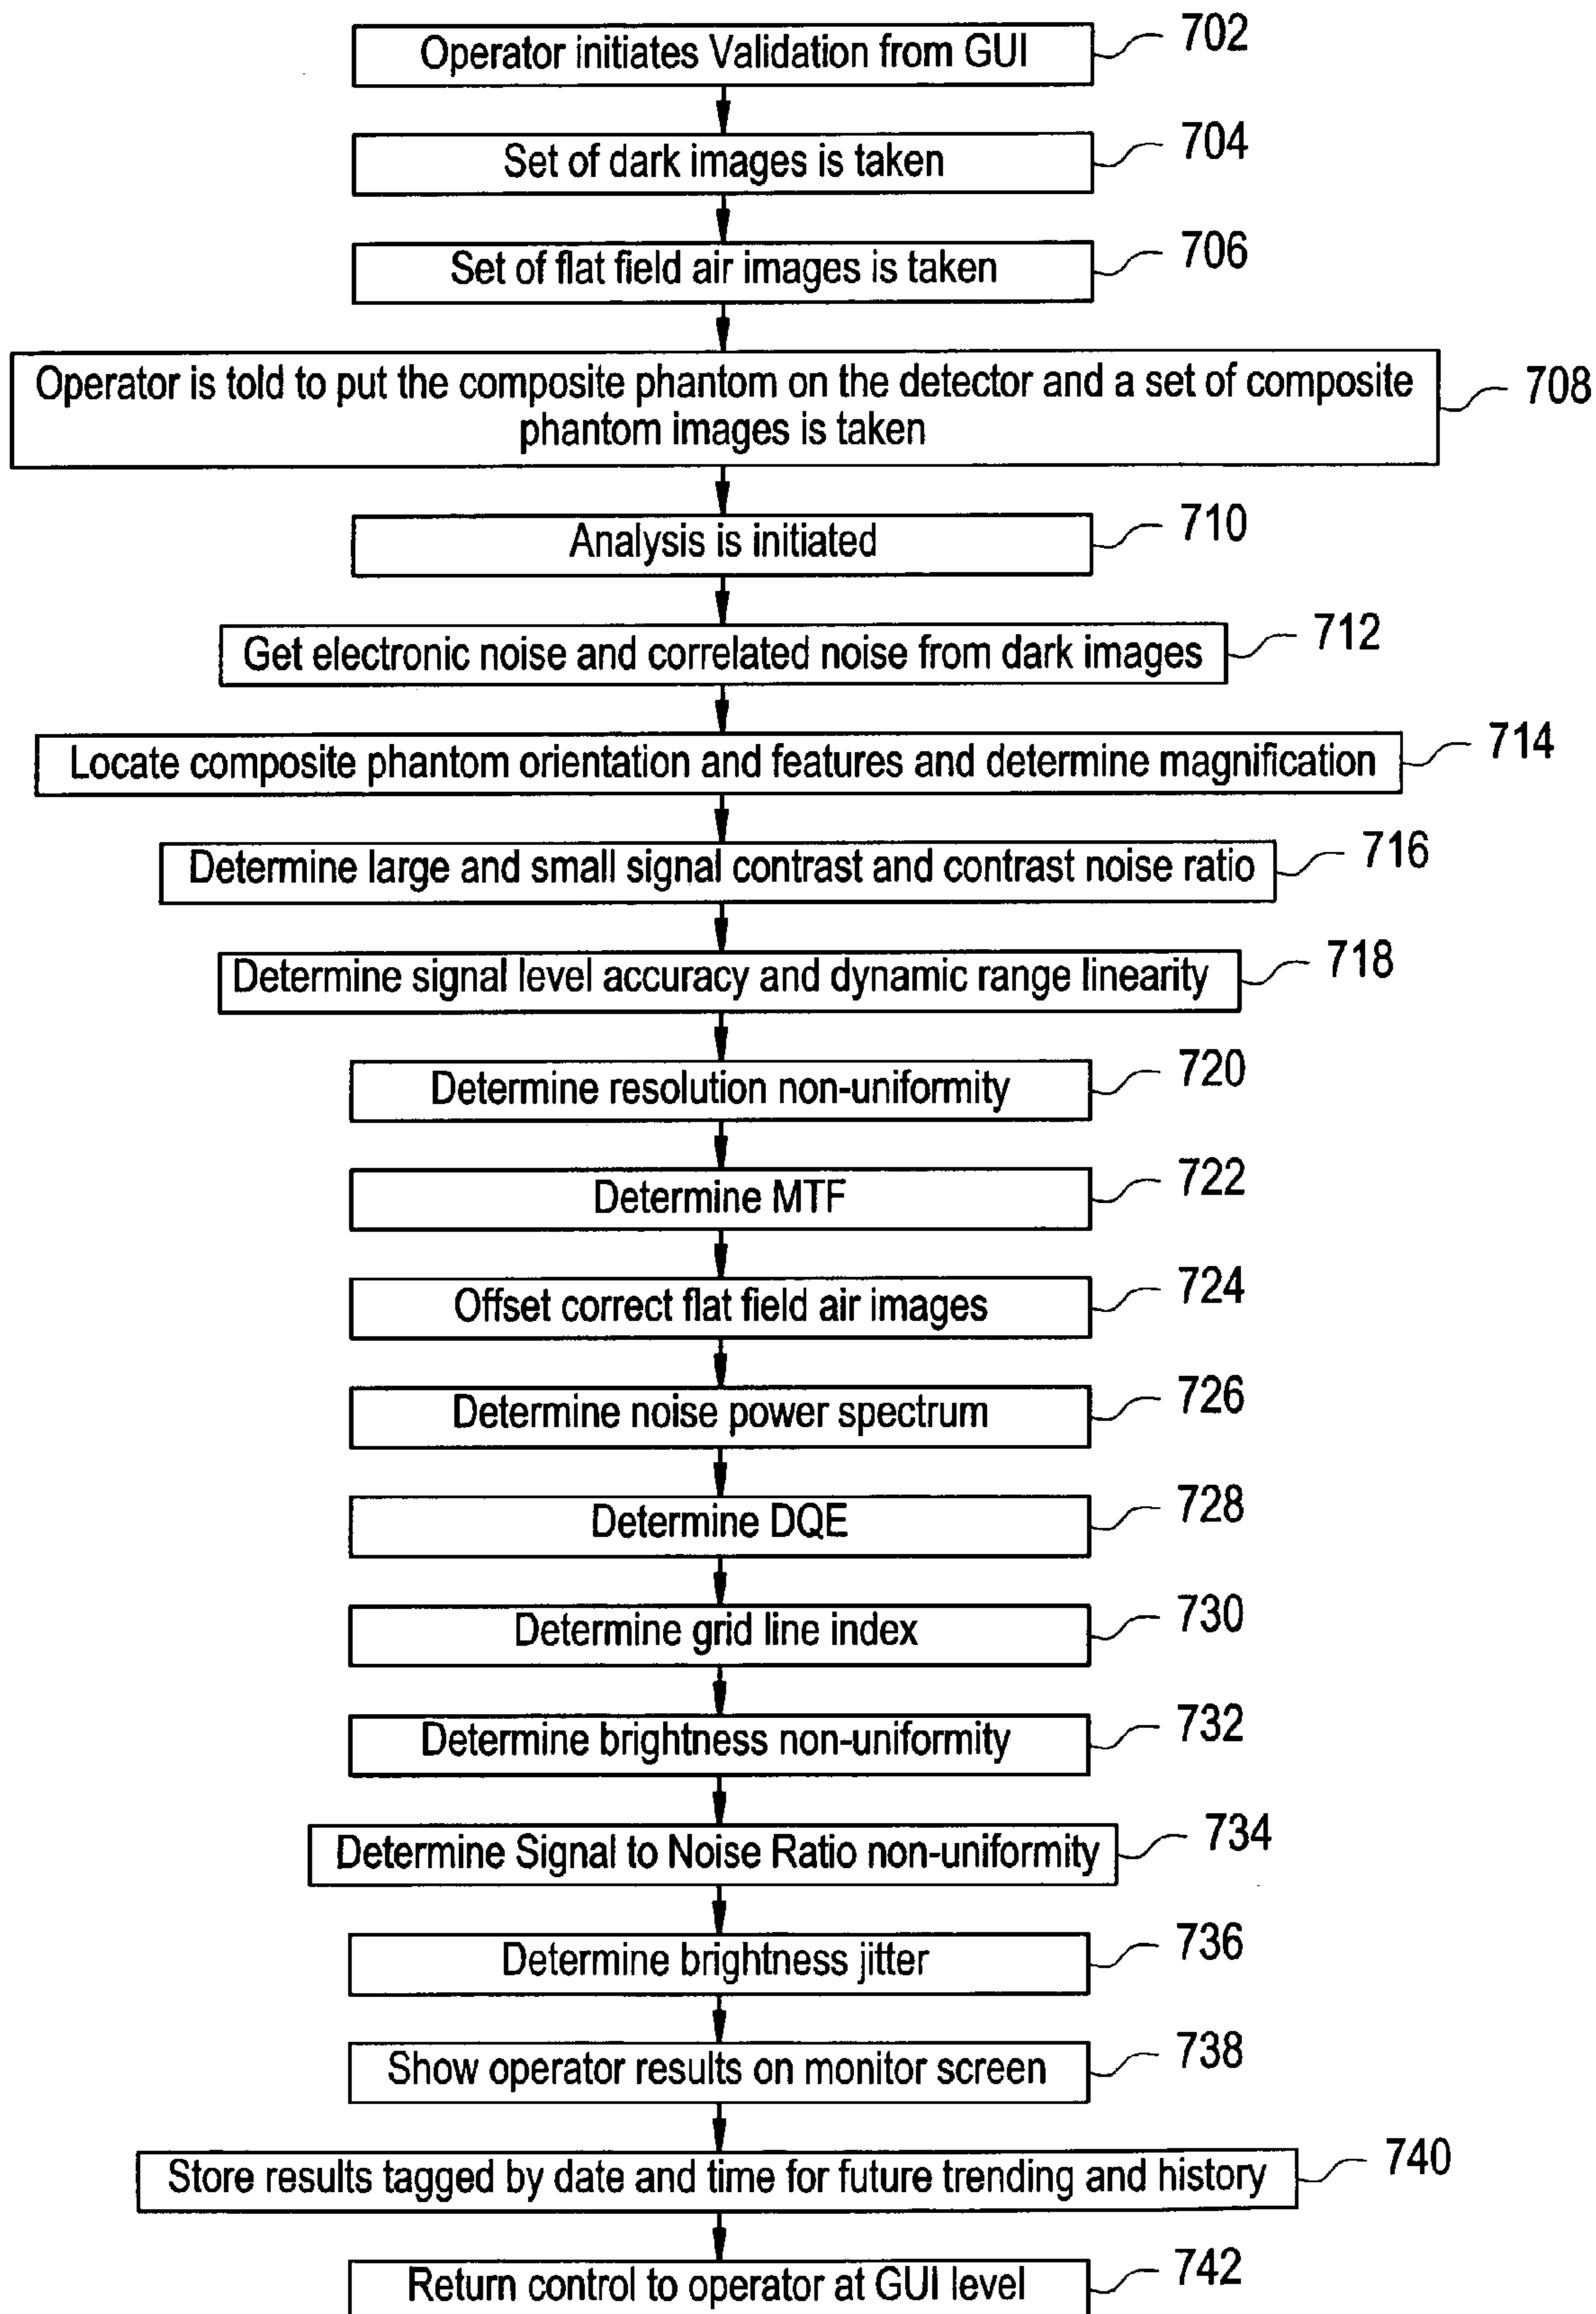 Operator initiates Validation from GUI 702
Set of dark images is taken 704
Set of flat field air images is taken 706
Operator is told to put the composite phantom on the detector and a set of composite 708
phantom images is taken
Analysis is initiated 710
Get electronic noise and correlated noise from dark images 712
Locate composite phantom orientation and features and determine magnification 714
Determine large and small signal contrast and contrast noise ratio 716
Determine signal level accuracy and dynamic range linearity 718
Determine resolution non-uniformity 720
Determine MTF 722
Offset correct flat field air images 724
Determine noise power spectrum 726
Determine DQE 728
Determine grid line index 730
Determine brightness non-uniformity 732
Determine Signal to Noise Ratio non-uniformity 734
Determine brightness jitter 736
Show operator results on monitor screen 738
Store results tagged by date and time for future trending and history 740
Return control to operator at GUI level 742